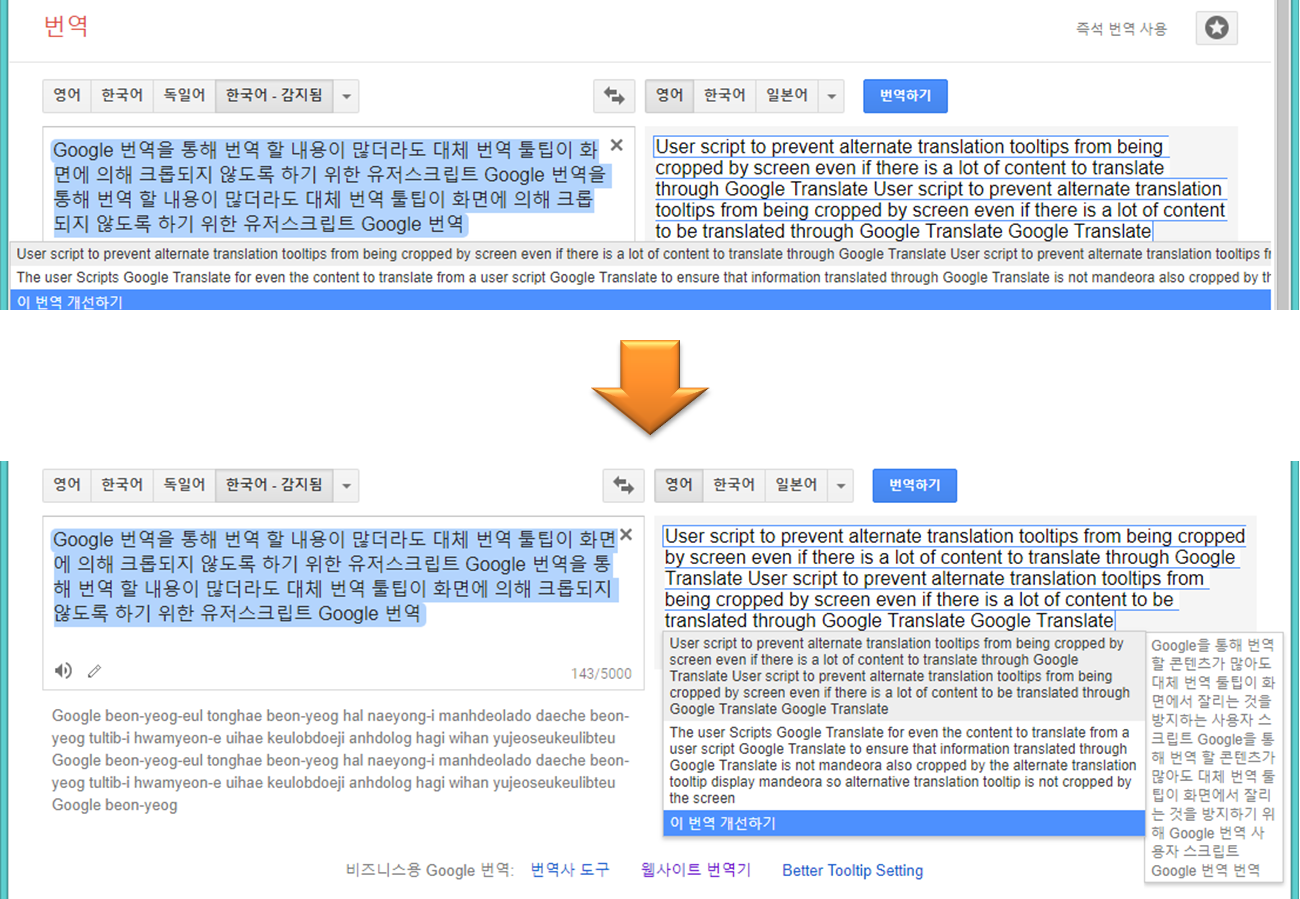 번역
즉석 번역 사용
영어 한국어 독일어 한국어 - 감지됨
영어 한국어 일본어 번역하기
Google 번역을 통해 번역 할 내용이 많더라도 대체 번역 툴팁이 화
면에 의해 크롭되지 않도록 하기 위한 유저스크립트 Google 번역을
통해 번역 할 내용이 많더라도 대체 번역 툴팁이 화면에 의해 크롭
되지 않도록 하기 위한 유저스크립트 Google 번역
User script to prevent alternate translation tooltips from being
cropped by screen even if there is a lot of content to translate
through Google Translate User script to prevent alternate translation
tooltips from being cropped by screen even if there is a lot of content
to be translated through Google Translate Google Translate
User script to prevent alternate translation tooltips from being cropped by screen even if there is a lot of content to translate through Google Translate User script to prevent alternate translation tooltips
The user Scripts Google Translate for even the content to translate from a user script Google Translate to ensure that information translated through Google Translate is not mandeora also cropped by
이 번역 개선하기
영어 한국어 독일어 한국어 - 감지됨
영어 한국어 일본어 번역하기
Google 번역을 통해 번역 할 내용이 많더라도 대체 번역 툴팁이 화면
에 의해 크롭되지 않도록 하기 위한 유저스크립트 Google 번역을 통
해 번역 할 내용이 많더라도 대체 번역 툴팁이 화면에 의해 크롭되지
않도록 하기 위한 유저스크립트 Google 번역
143/5000
Google beon-yeog-eul tonghae beon-yeog hal naeyong-i manhdeolado daeche beon-
yeog tultib-i hwamyeon-e uihae keulobdoeji anhdolog hagi wihan yujeoseukeulibteu
Google beon-yeog-eul tonghae beon-yeog hal naeyong-i manhdeolado daeche beon-
yeog tultib-i hwamyeon-e uihae keulobdoeji anhdolog hagi wihan yujeoseukeulibteu
Google beon-yeog
User script to prevent alternate translation tooltips from being cropped
by screen even if there is a lot of content to translate through Google
Translate User script to prevent alternate translation tooltips from
being cropped by screen even if there is a lot of content to be
translated through Google Translate Google Translate
User script to prevent alternate translation tooltips from being cropped by
screen even if there is a lot of content to translate through Google
Translate User script to prevent alternate translation tooltips from being
cropped by screen even if there is a lot of content to be translated through
Google Translate Google Translate
The user Scripts Google Translate for even the content to translate from a
user script Google Translate to ensure that information translated through
Google Translate is not mandeora also cropped by the alternate translation
tooltip display mandeora so alternative translation tooltip is not cropped by
the screen
이 번역 개선하기
Google을 통해 번역
할 콘텐츠가 많아도
대체 번역 툴팁이 화
면에서 잘리는 것을
방지하는 사용자 스
크립트 Google을 통
해 번역 할 콘텐츠가
많아도 대체 번역 툴
팁이 화면에서 잘리
는 것을 방지하기 위
해 Google 번역 사
용자 스크립트
Google 번역 번역
비즈니스용 Google 번역: 번역사 도구 웹사이트 번역기 Better Tooltip Setting